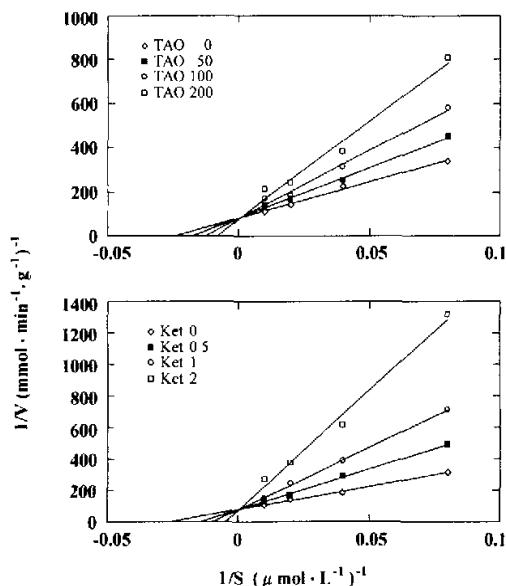 1000
800
600
400
200
0
TAO 0
TAO 50
TAO 100
TAO 200
-0.05 0 0.05 0.1
1/V (mmol · min⁻¹ · g⁻¹)⁻¹
1400
1200
1000
800
600
400
200
0
Ket 0
Ket 0 5
Ket 1
Ket 2
-0.05 0 0.05 0.1
1/S (μ mol · L⁻¹)⁻¹